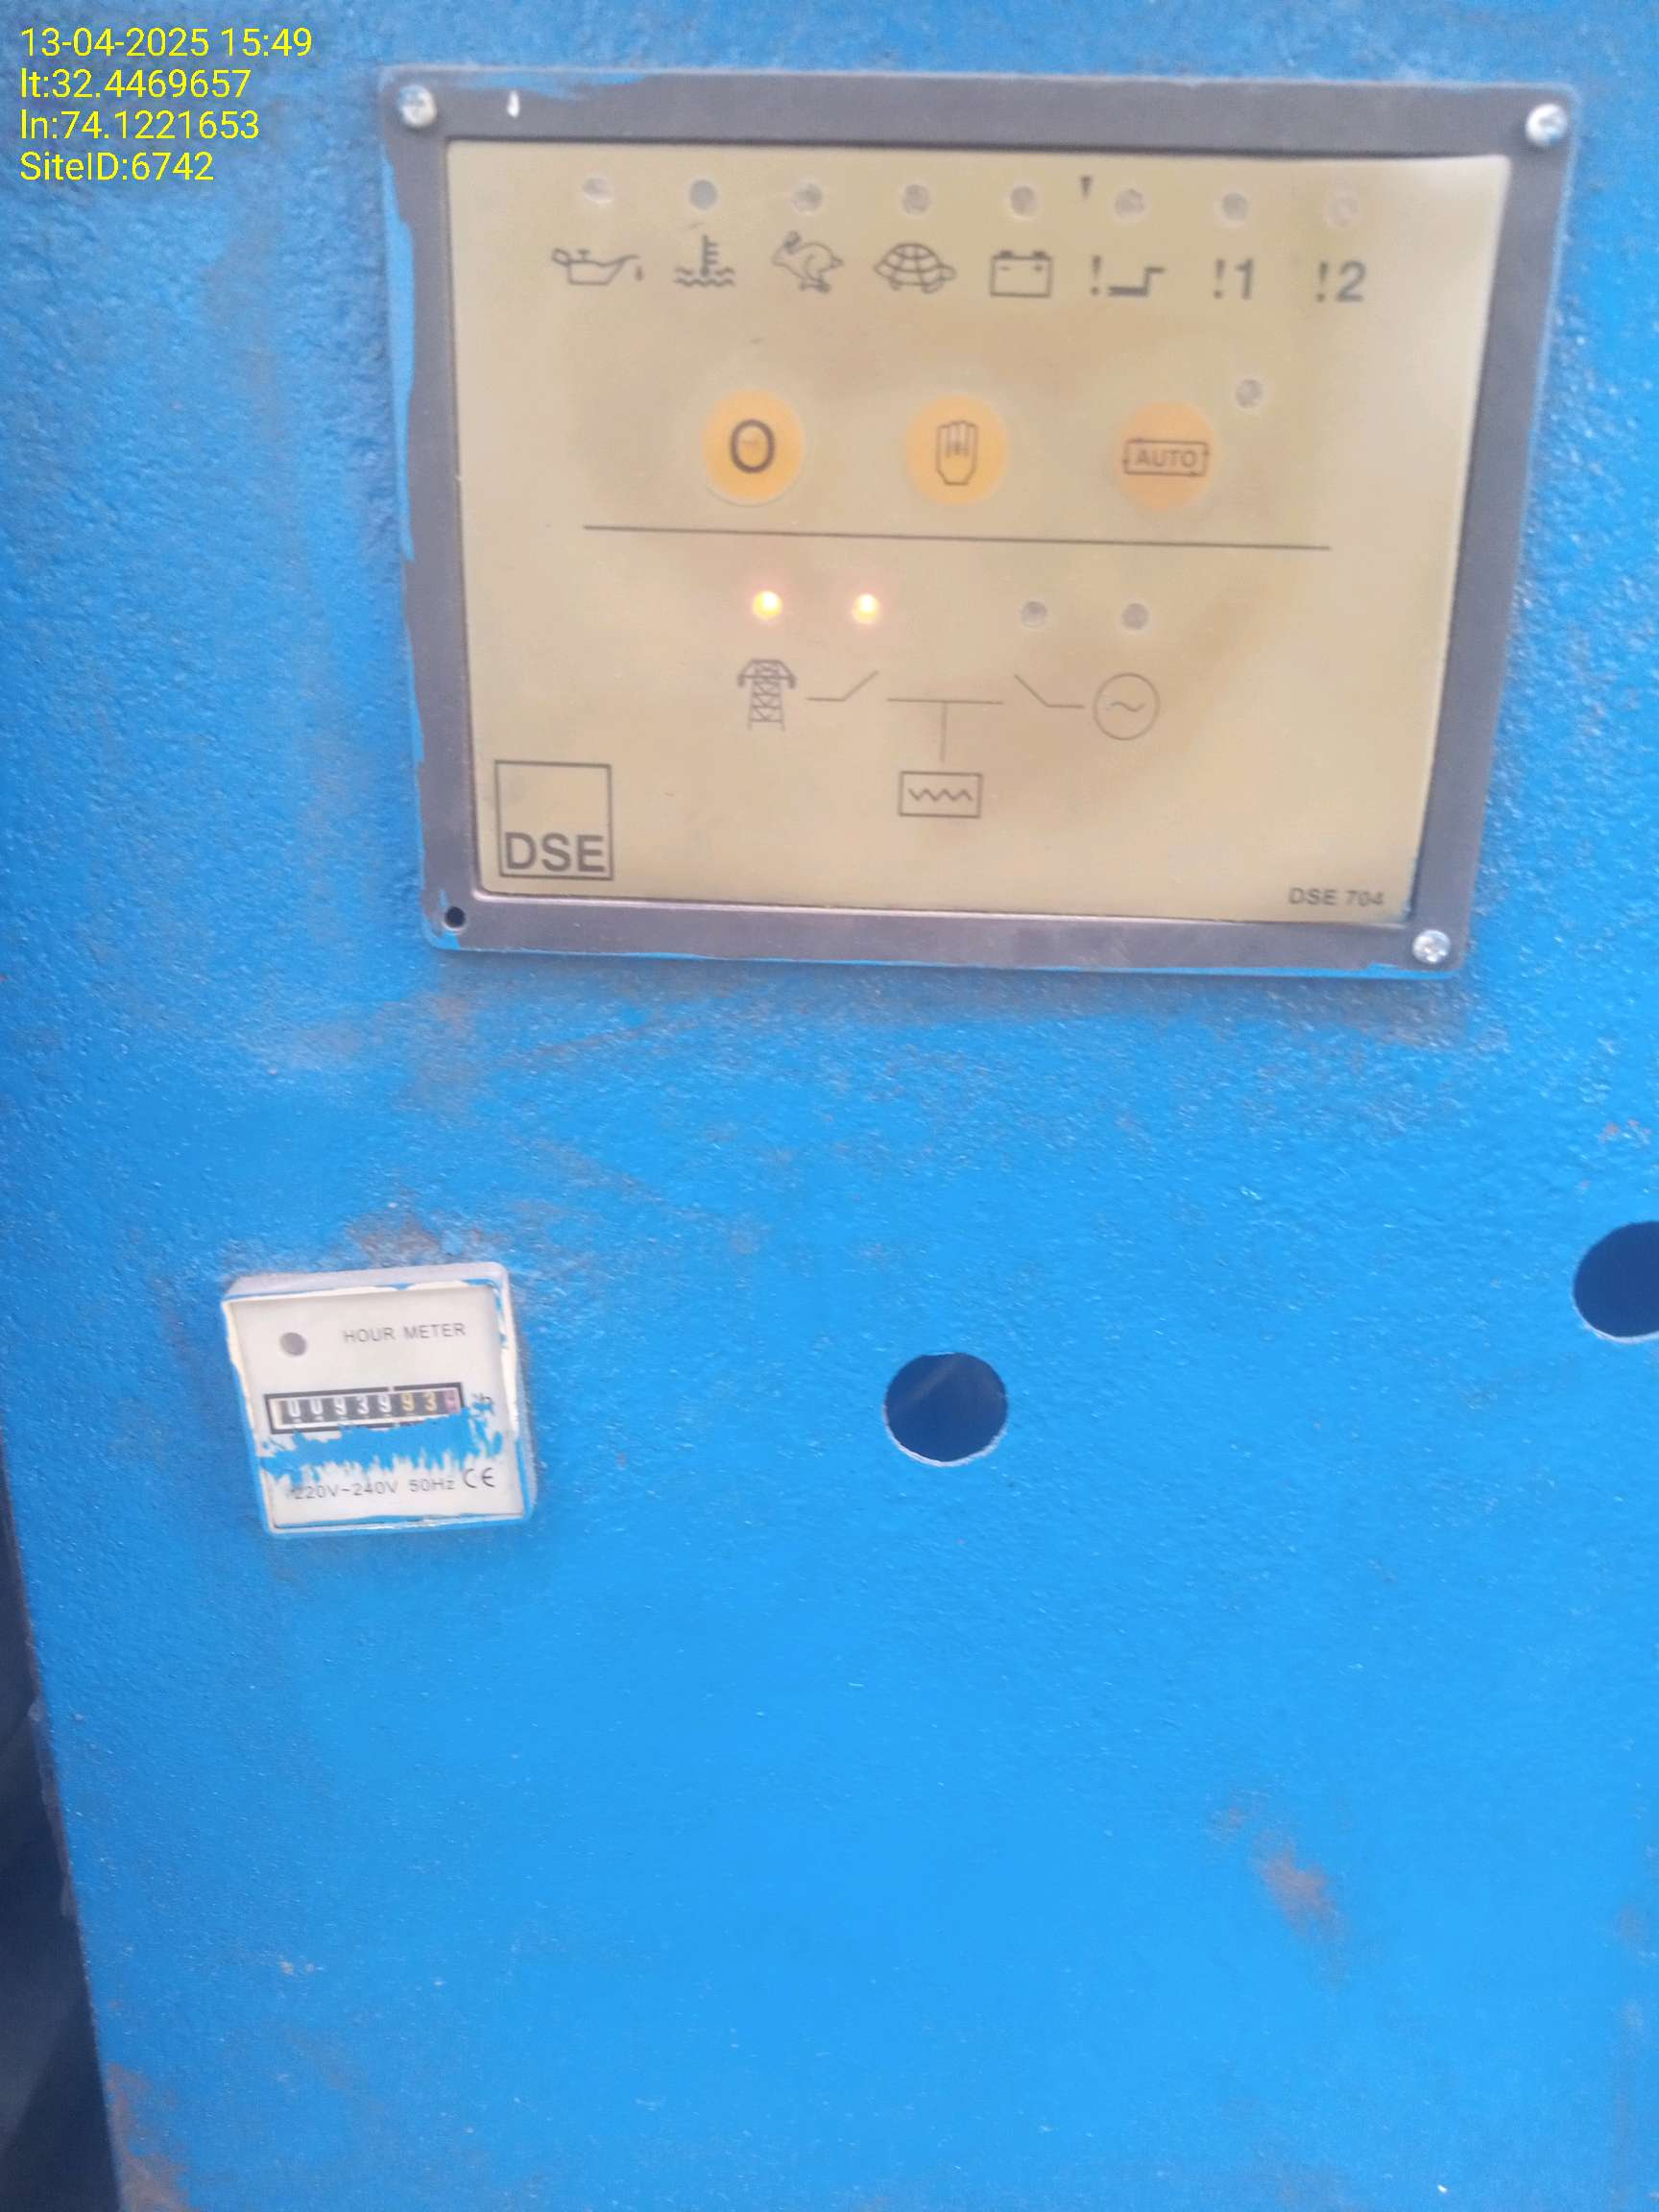 13-04-2025 15:49
lt:32.4469657
ln:74.1221653
SiteID:6742
!
!1
!2
O
AUTO
DSE
DSE 704
HOUR METER
220V~240V 50Hz CE